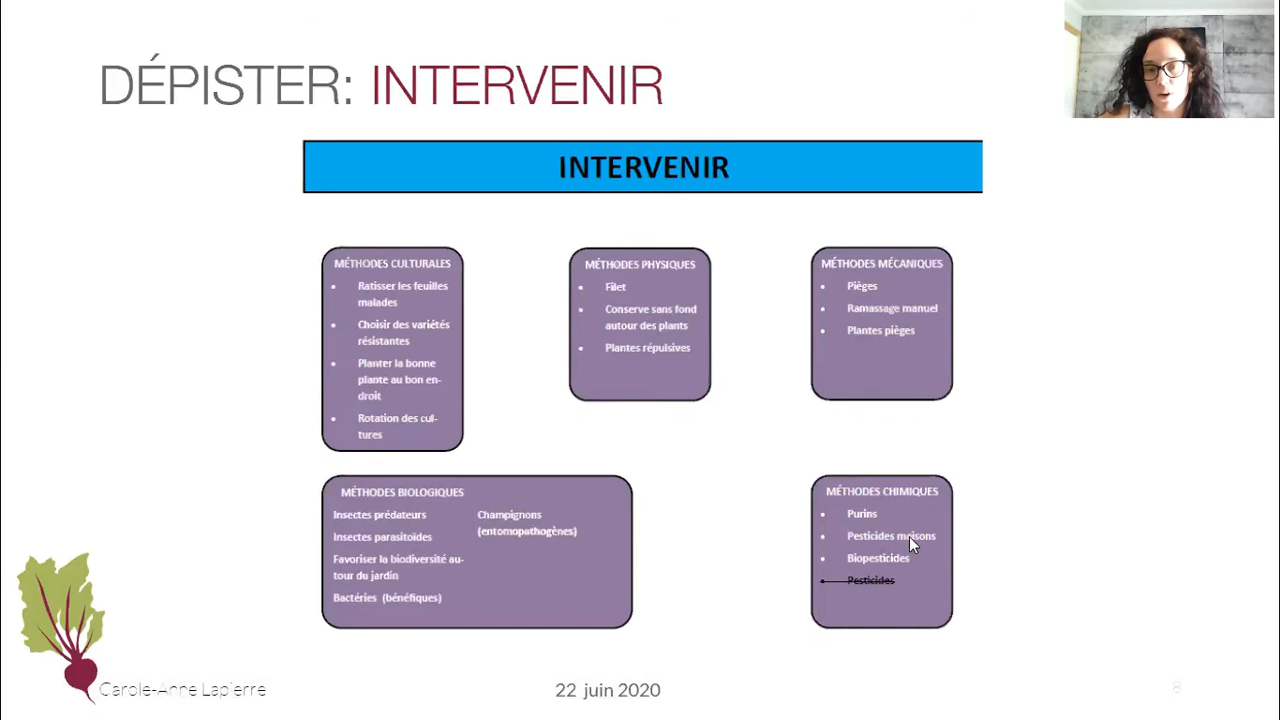 DÉPISTER: INTERVENIR
INTERVENIR
MÉTHODES CULTURALES
• Ratisser les feuilles
malades
• Choisir des variétés
résistantes
• Planter la bonne
plante au bon en-
droit
• Rotation des cul-
tures
MÉTHODES PHYSIQUES
• Filet
• Conserve sans fond
autour des plants
• Plantes répulsives
MÉTHODES MÉCANIQUES
• Pièges
• Ramassage manuel
• Plantes pièges
MÉTHODES BIOLOGIQUES
Insectes prédateurs
Insectes parasitoïdes
Favoriser la biodiversité au-
tour du jardin
Bactéries (bénéfiques)
Champignons
(entomopathogènes)
MÉTHODES CHIMIQUES
• Purins
• Pesticides maisons
• Biopesticides
• Pesticides
Carole-Anne Lapierre
22 juin 2020
8